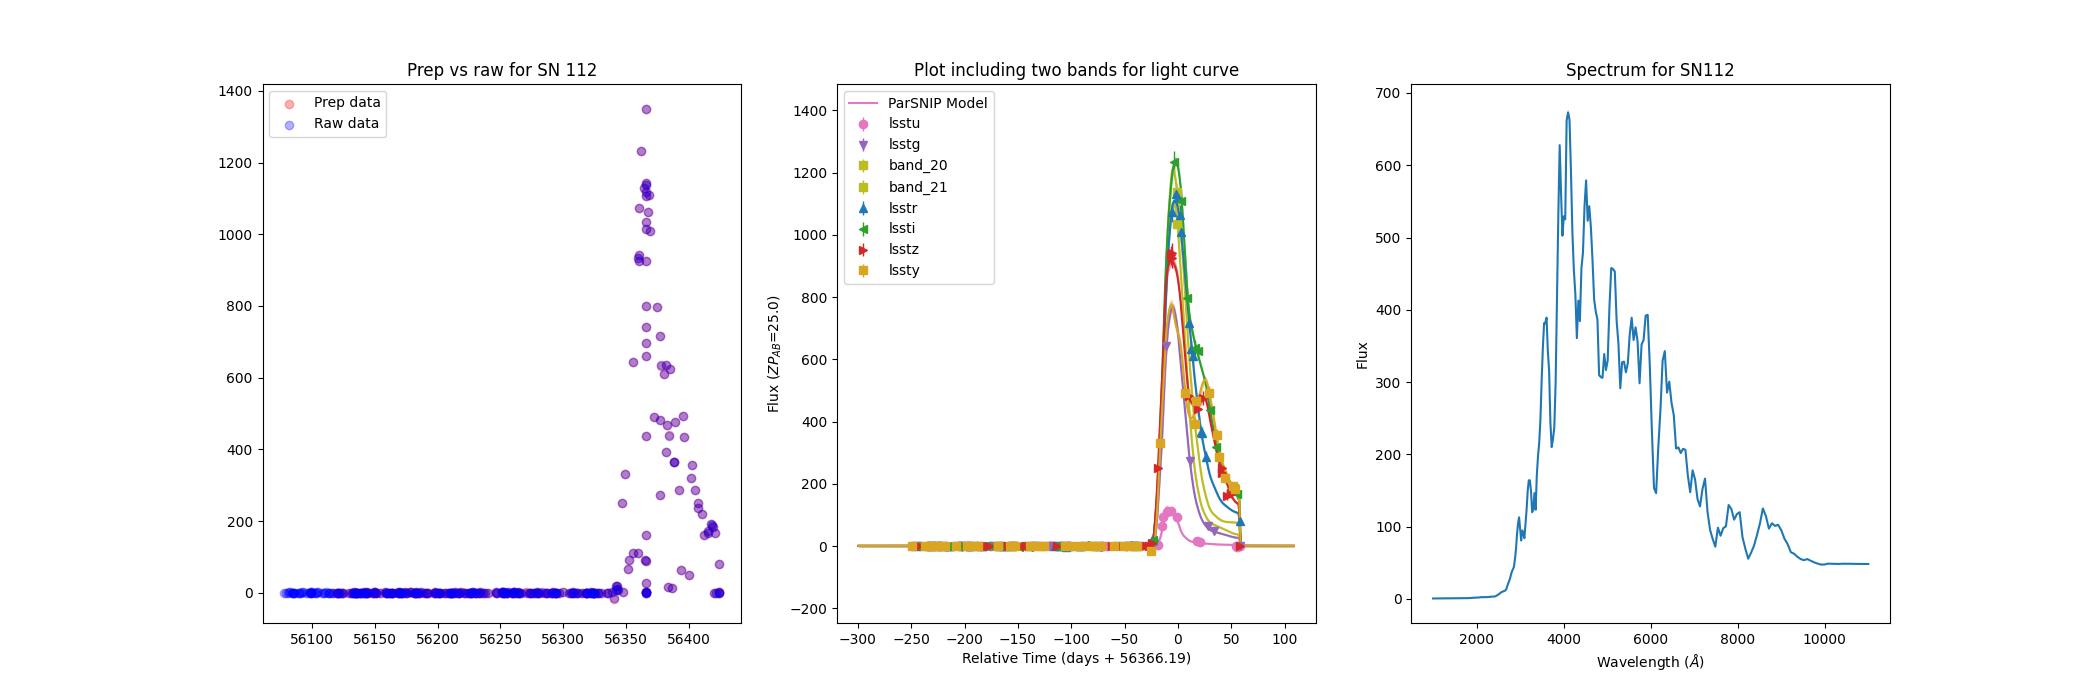 Prep vs raw for SN 112
Prep data
Raw data
1400
1200
1000
800
600
400
200
0
56100 56150 56200 56250 56300 56350 56400
Plot including two bands for light curve
ParSNIP Model
lsstu
lsstg
band_20
band_21
lsstr
lssti
lsstz
lssty
Flux (ZP_AB=25.0)
1400
1200
1000
800
600
400
200
0
−200
−300 −250 −200 −150 −100 −50 0 50 100
Relative Time (days + 56366.19)
Spectrum for SN112
Flux
700
600
500
400
300
200
100
0
2000 4000 6000 8000 10000
Wavelength (Å)